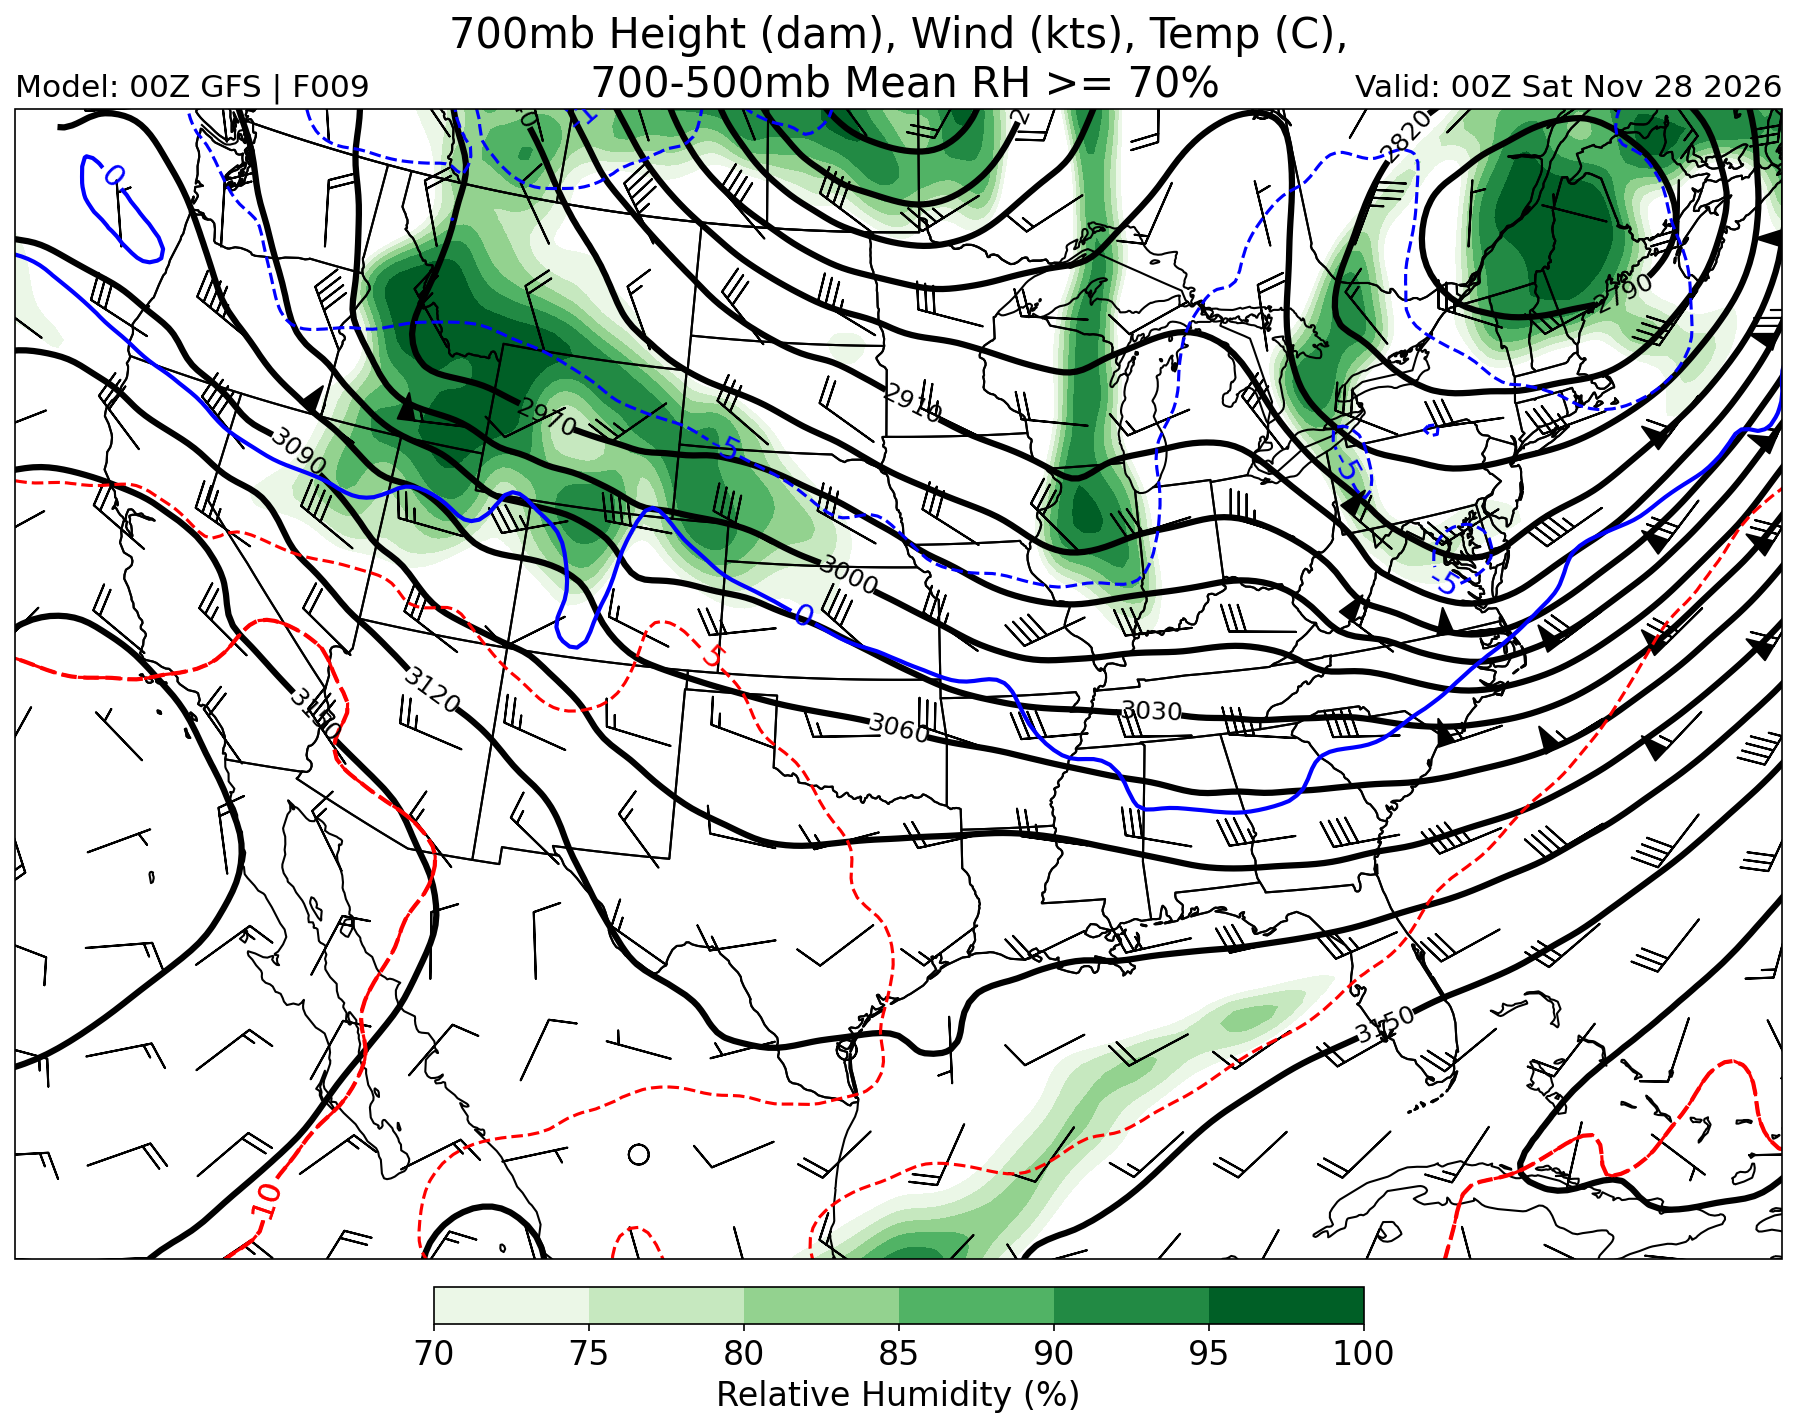 700mb Height (dam), Wind (kts), Temp (C),
Model: 00Z GFS | F009
700-500mb Mean RH >= 70%
Valid: 00Z Sat Nov 28 2026
2820
0
2790
2910
2970
3090
-5
-5
3000
-5
0
5
3120
3030
3060
3150
10
70 75 80 85 90 95 100
Relative Humidity (%)